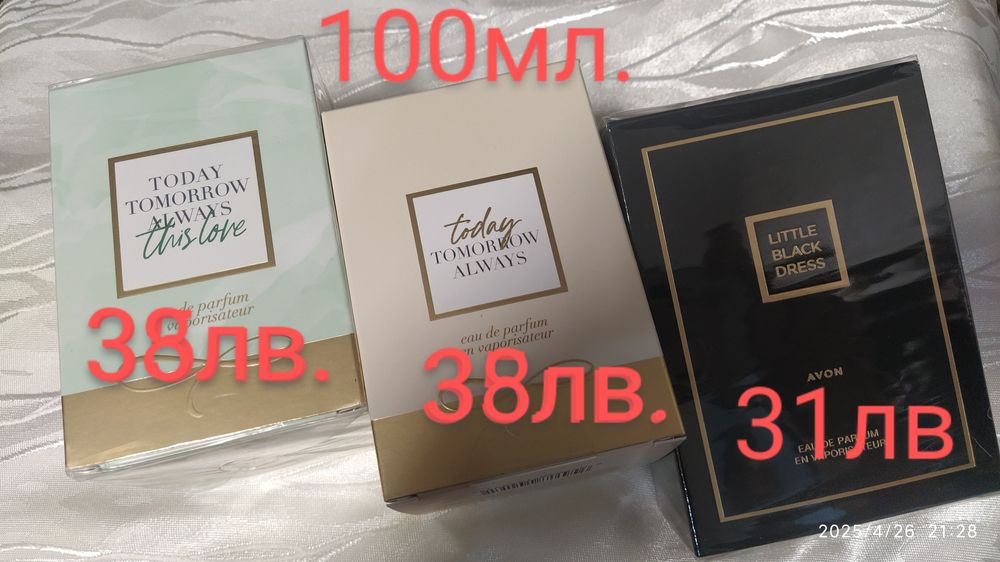 100мл.
TODAY
TOMORROW
ALWAYS
this love
de parfum
vaporisateur
38лв.
today
TOMORROW
ALWAYS
eau de parfum
en vaporisateur
38лв.
LITTLE
BLACK
DRESS
AVON
31лв
EAU DE PARFUM
EN VAPORISATEUR
2025/4/26 21:28